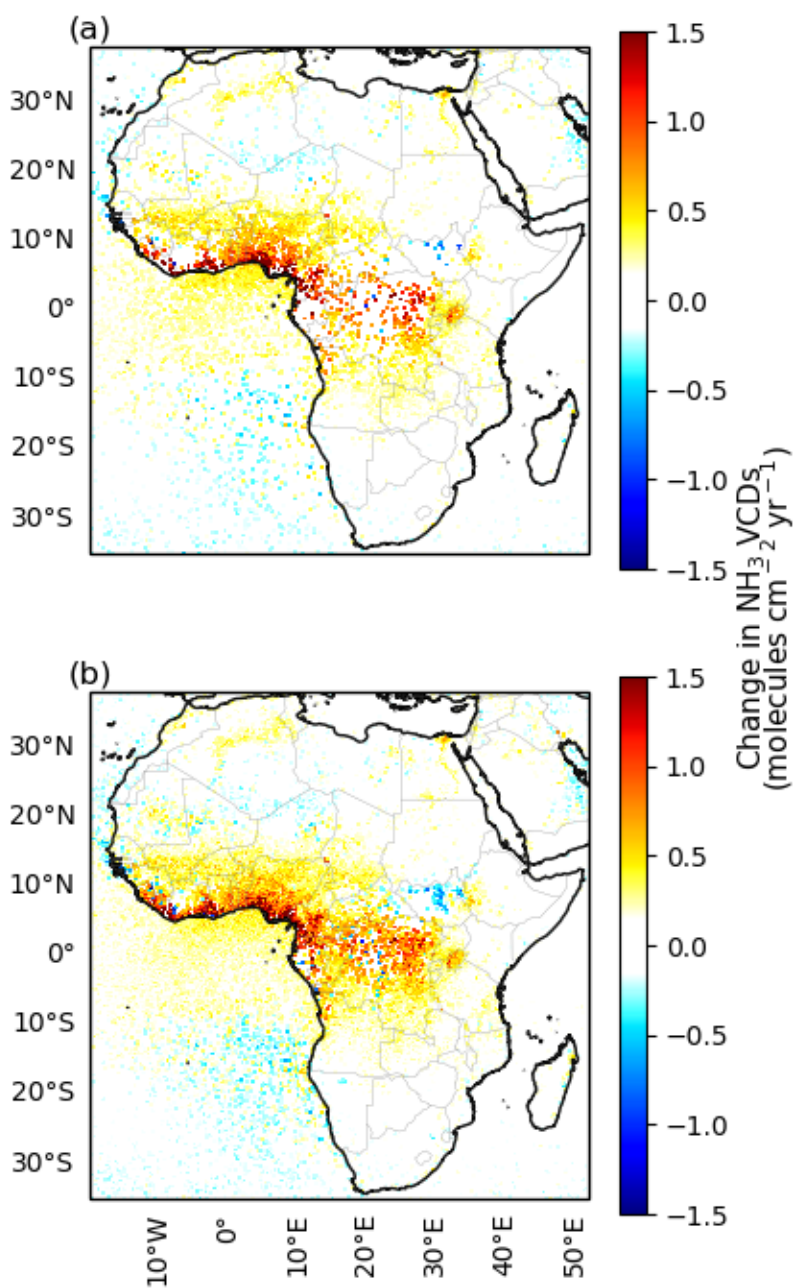 (a)
30°N
20°N
10°N
0°
10°S
20°S
30°S
1.5
1.0
0.5
0.0
−0.5
−1.0
−1.5
(b)
30°N
20°N
10°N
0°
10°S
20°S
30°S
10°W
0°
10°E
20°E
30°E
40°E
50°E
1.5
1.0
0.5
0.0
−0.5
−1.0
−1.5
Change in NH₃ VCDs
(molecules cm⁻² yr⁻¹)